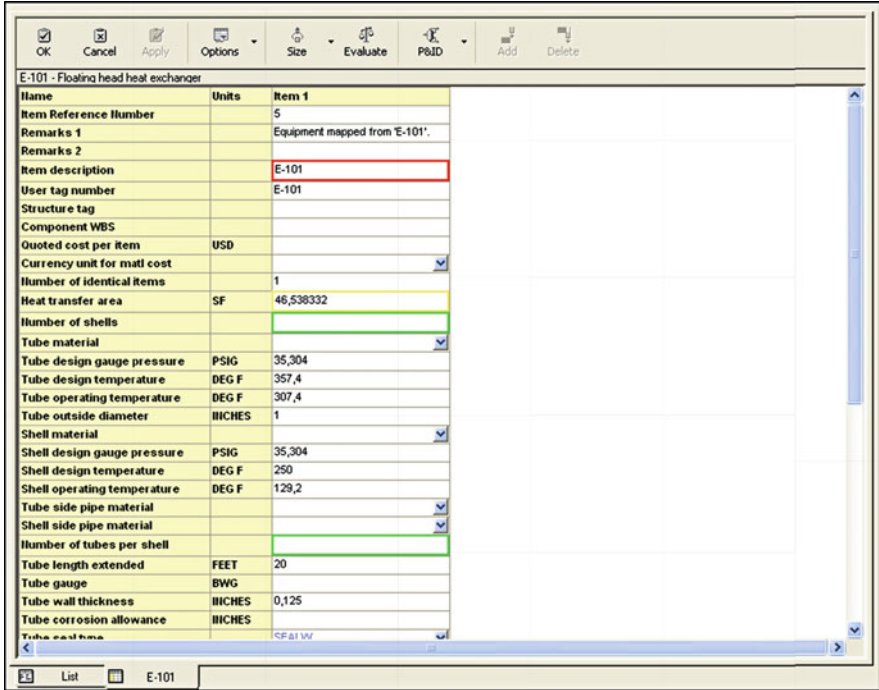 OK Cancel Apply Options Size Evaluate P&ID Add Delete
E-101 - Floating head heat exchanger
Name Units Item 1
Item Reference Number 5
Remarks 1 Equipment mapped from 'E-101'.
Remarks 2
Item description E-101
User tag number E-101
Structure tag
Component WBS
Quoted cost per item USD
Currency unit for matl cost
Number of identical items 1
Heat transfer area SF 46,538332
Number of shells
Tube material
Tube design gauge pressure PSIG 35,304
Tube design temperature DEG F 357,4
Tube operating temperature DEG F 307,4
Tube outside diameter INCHES 1
Shell material
Shell design gauge pressure PSIG 35,304
Shell design temperature DEG F 250
Shell operating temperature DEG F 129,2
Tube side pipe material
Shell side pipe material
Number of tubes per shell
Tube length extended FEET 20
Tube gauge BWG
Tube wall thickness INCHES 0,125
Tube corrosion allowance INCHES
Tube seal type SEALW
List E-101